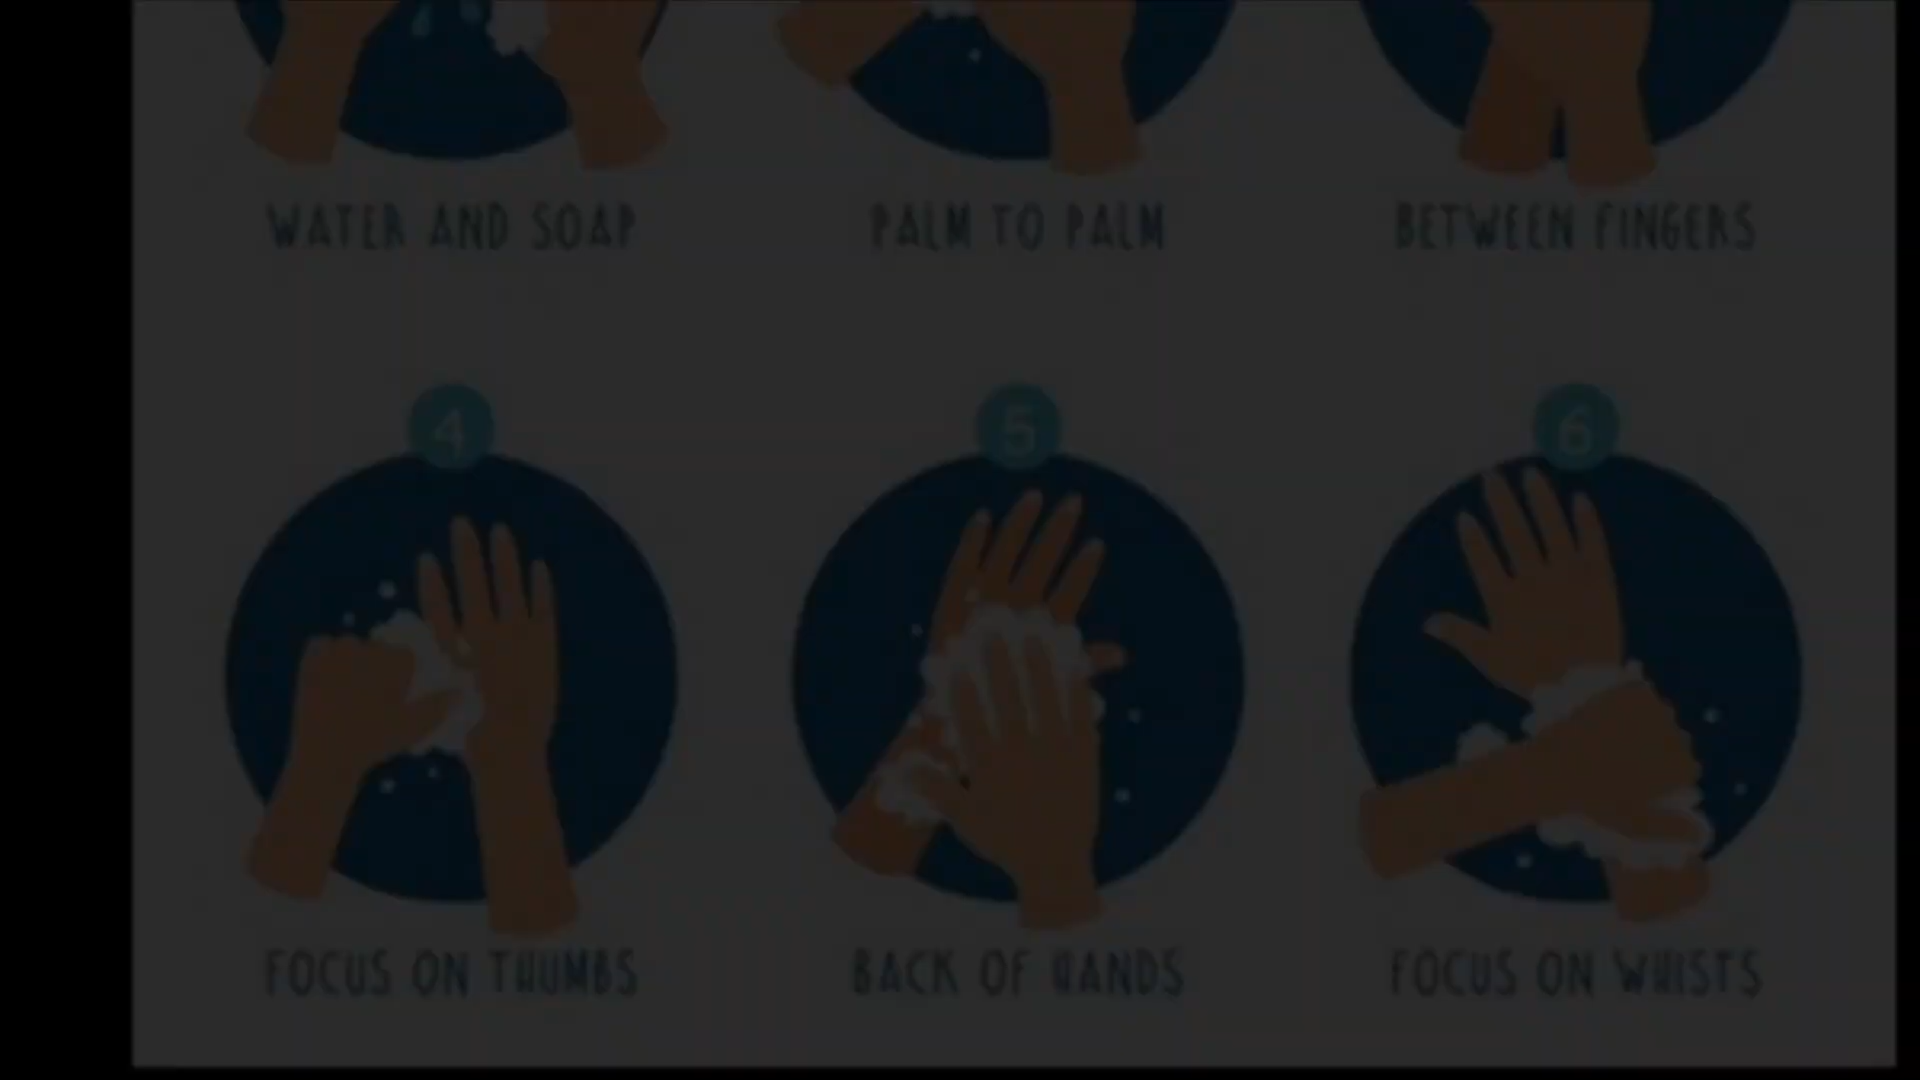 WATER AND SOAP
PALM TO PALM
BETWEEN FINGERS
4
5
6
FOCUS ON THUMBS
BACK OF HANDS
FOCUS ON WRISTS